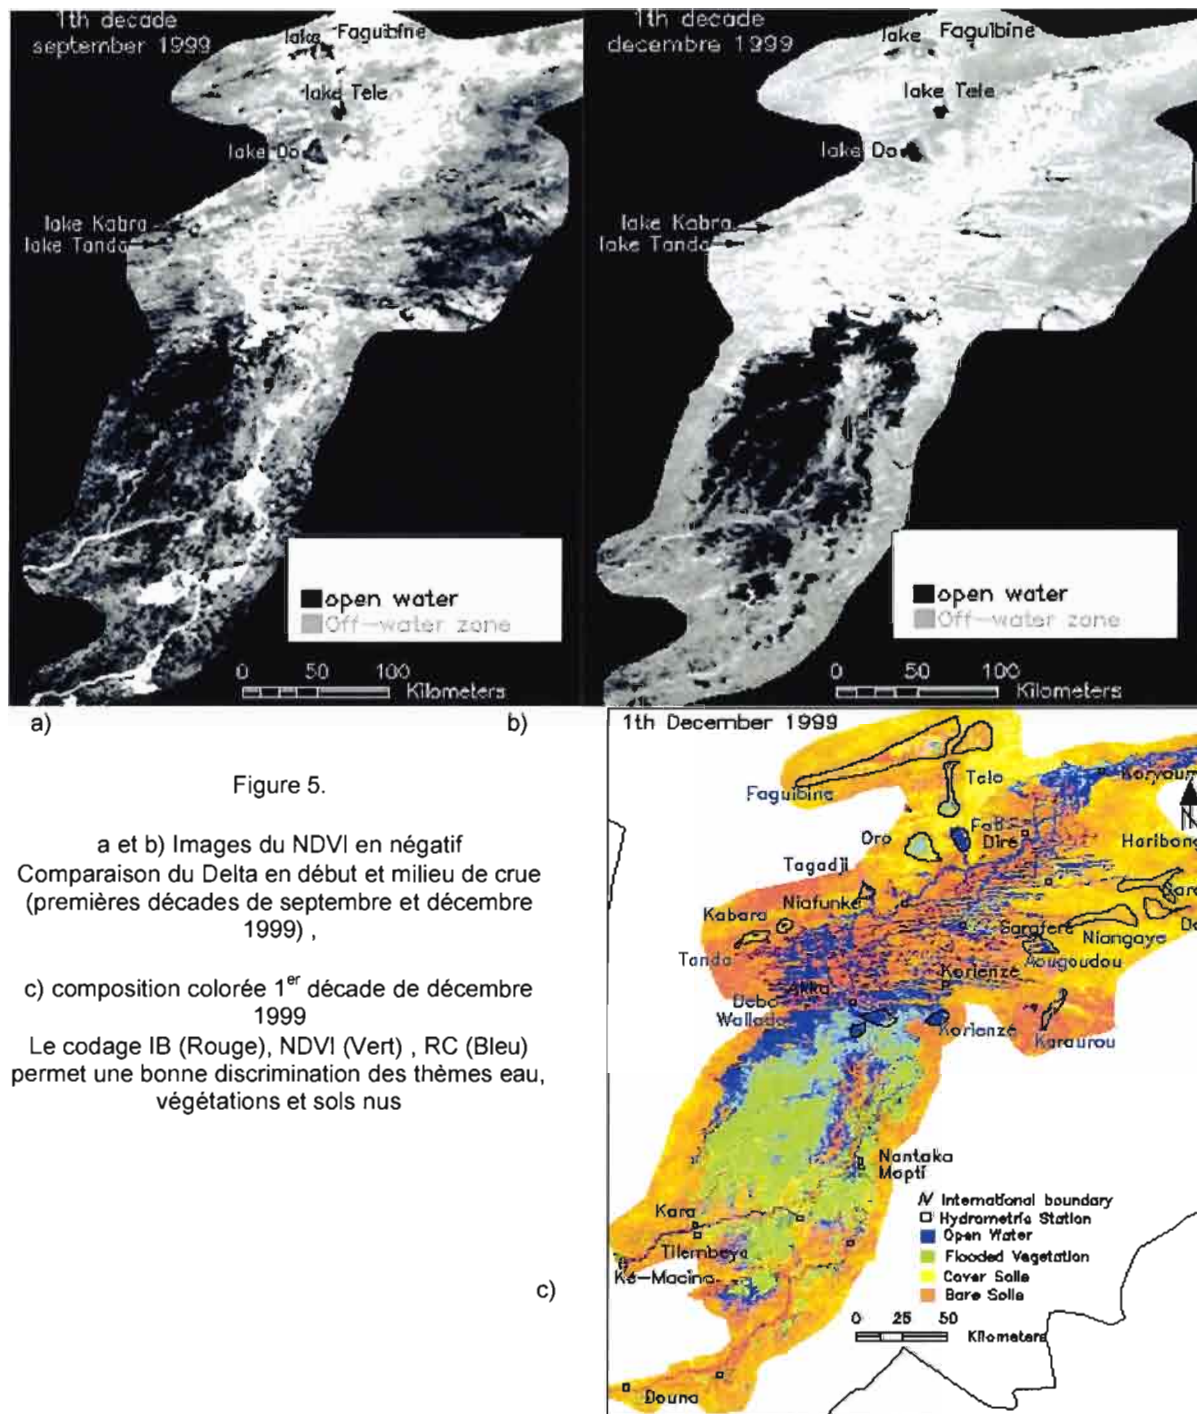 1th decade
september 1999
lake Faguibine
lake Tele
lake Do
lake Kabra
lake Tanda
open water
Off-water zone
0 50 100
Kilometers
1th decade
decembre 1999
lake Faguibine
lake Tele
lake Do
lake Kabra
lake Tanda
open water
Off-water zone
0 50 100
Kilometers
a)
b)
Figure 5.
a et b) Images du NDVI en négatif
Comparaison du Delta en début et milieu de crue
(premières décades de septembre et décembre
1999) ,
c) composition colorée 1er décade de décembre
1999
Le codage IB (Rouge), NDVI (Vert) , RC (Bleu)
permet une bonne discrimination des thèmes eau,
végétations et sols nus
c)
1th December 1999
Faguibine
Koryoum
N
Oro
Diré
Haribong
Tagadji
Niafunke
Kabara
Tanda
Sarafere
Niangaye
Aougoudou
Korienzé
Akka
Debo
Wallado
Korienzé
Karaurou
Nantaka
Mopti
Kara
Tilembeya
Ke-Macina
Douna
International boundary
Hydrometric Station
Open Water
Flooded Vegetation
Cover Soils
Bare Soils
0 25 50
Kilometers